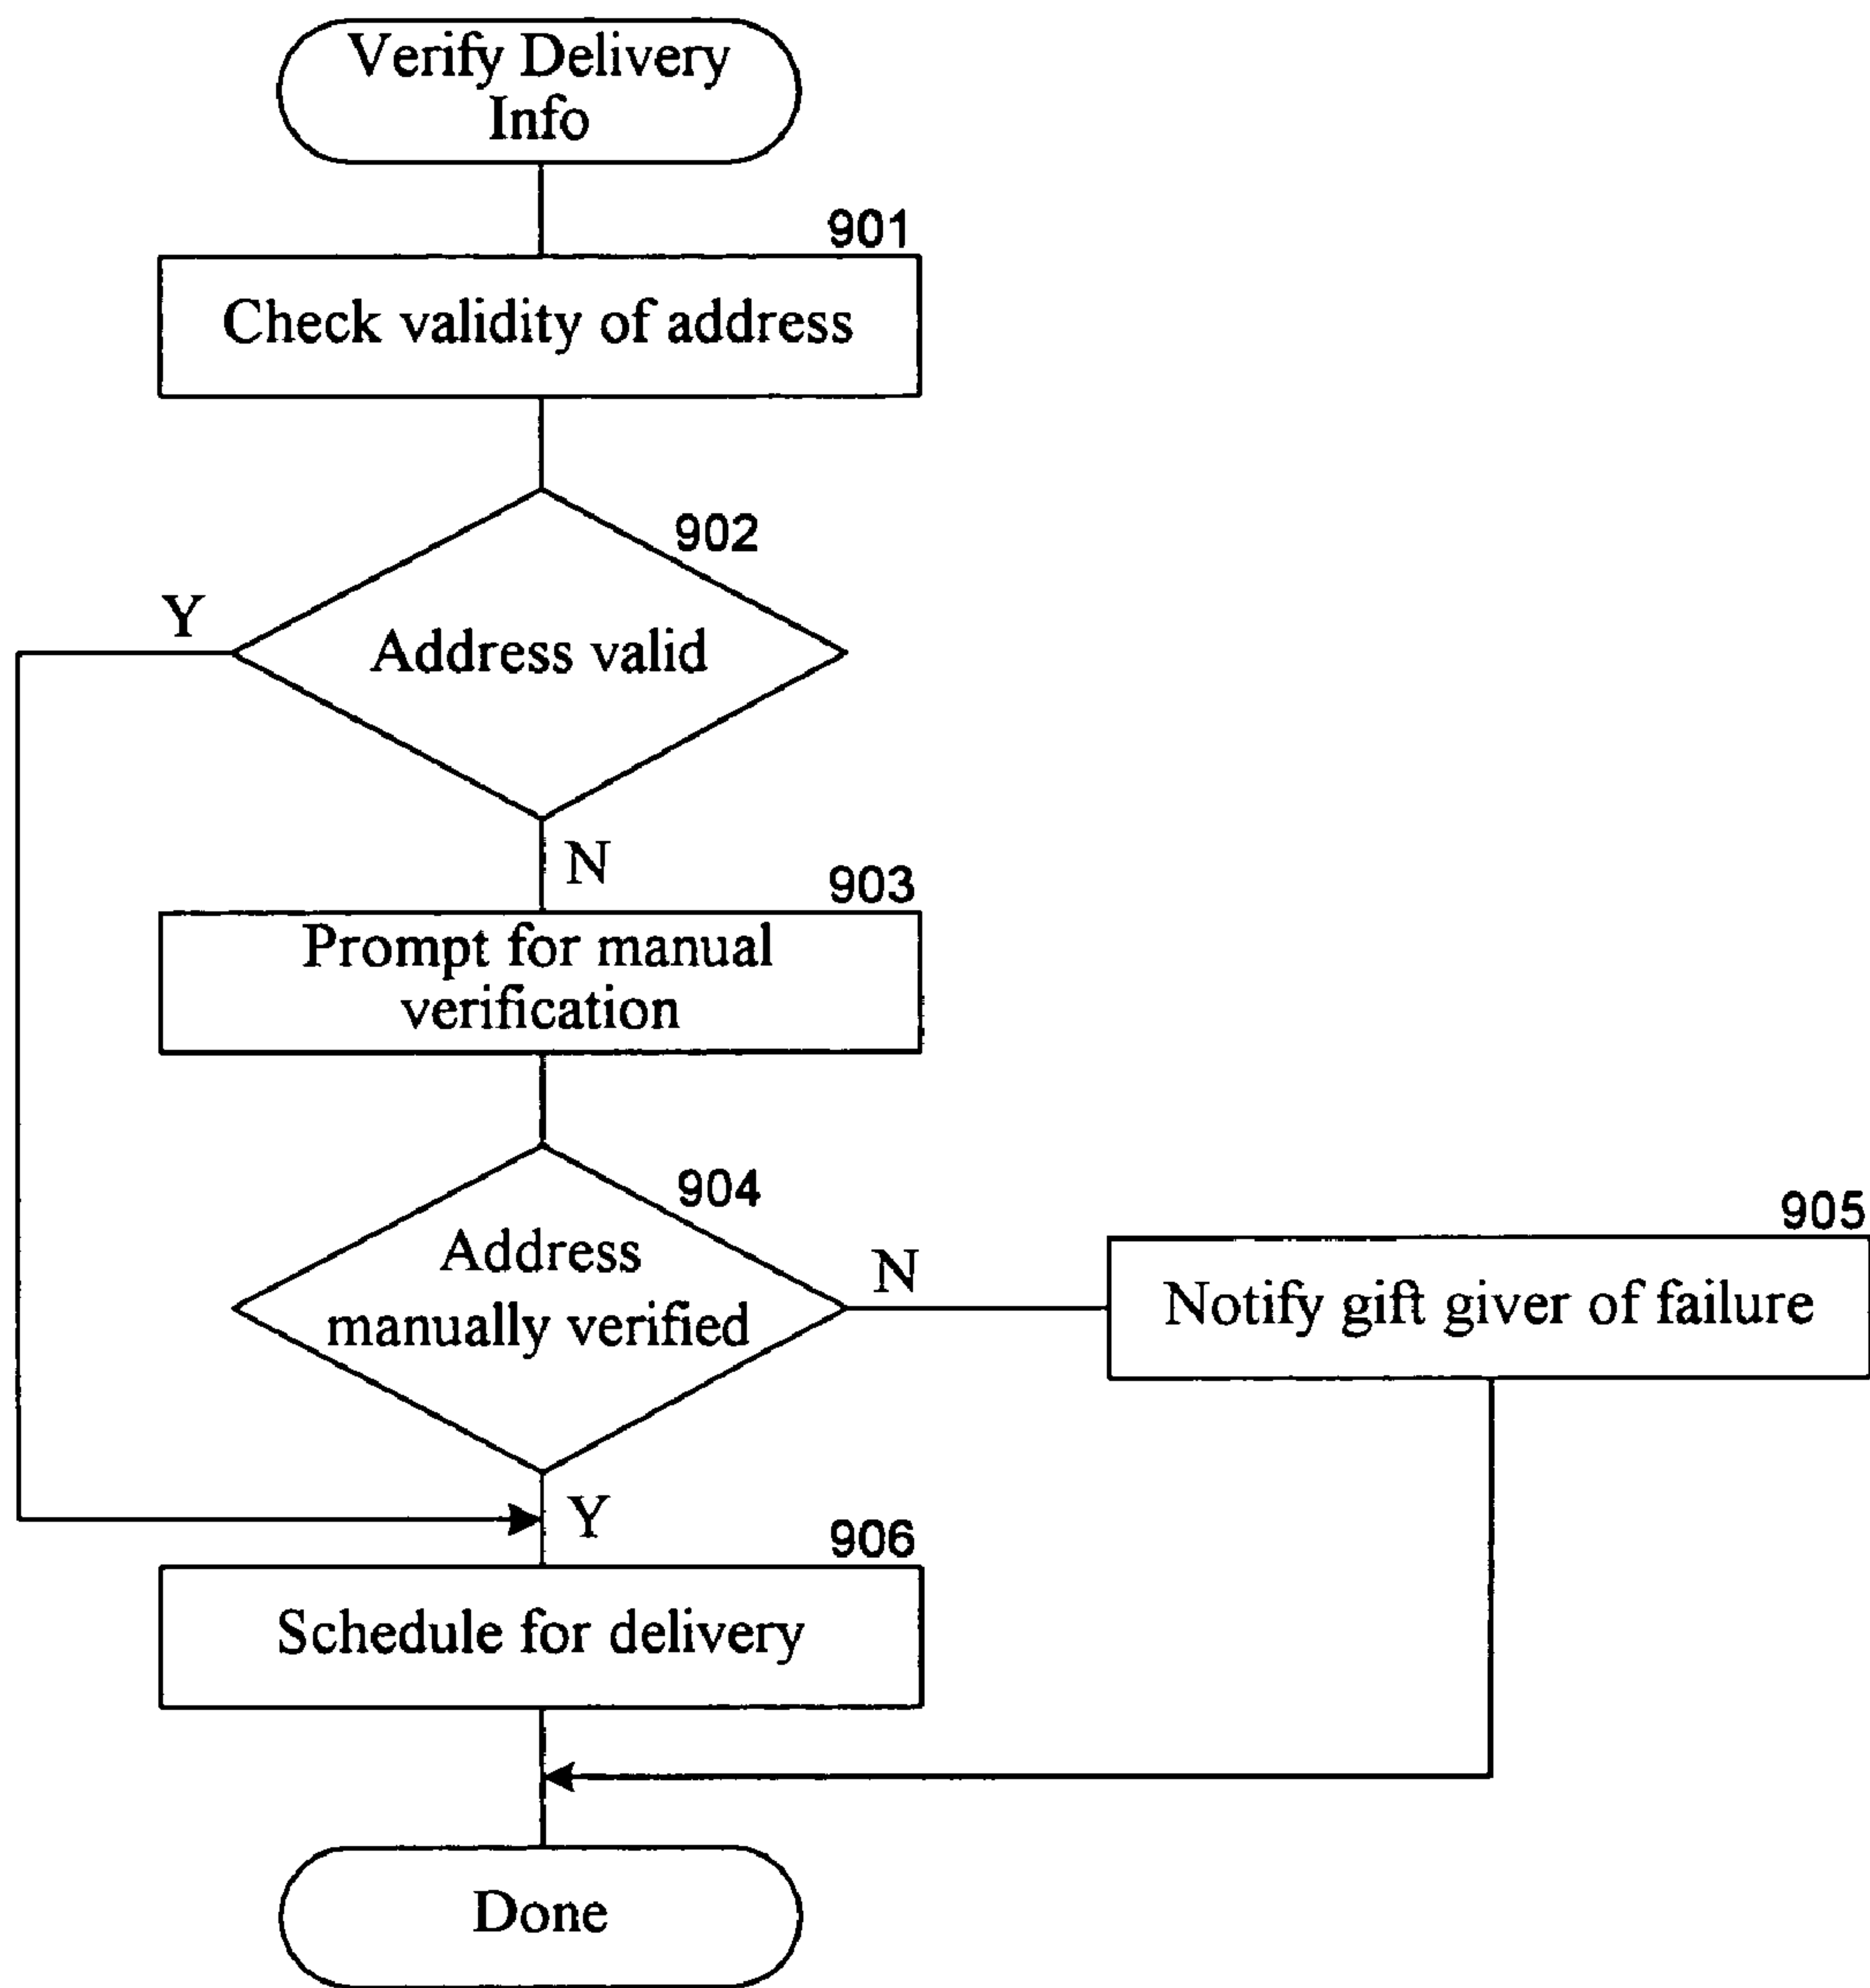 Verify Delivery
Info
901
Check validity of address
902
Y
Address valid
N
903
Prompt for manual
verification
904
Address
manually verified
N
905
Notify gift giver of failure
Y
906
Schedule for delivery
Done